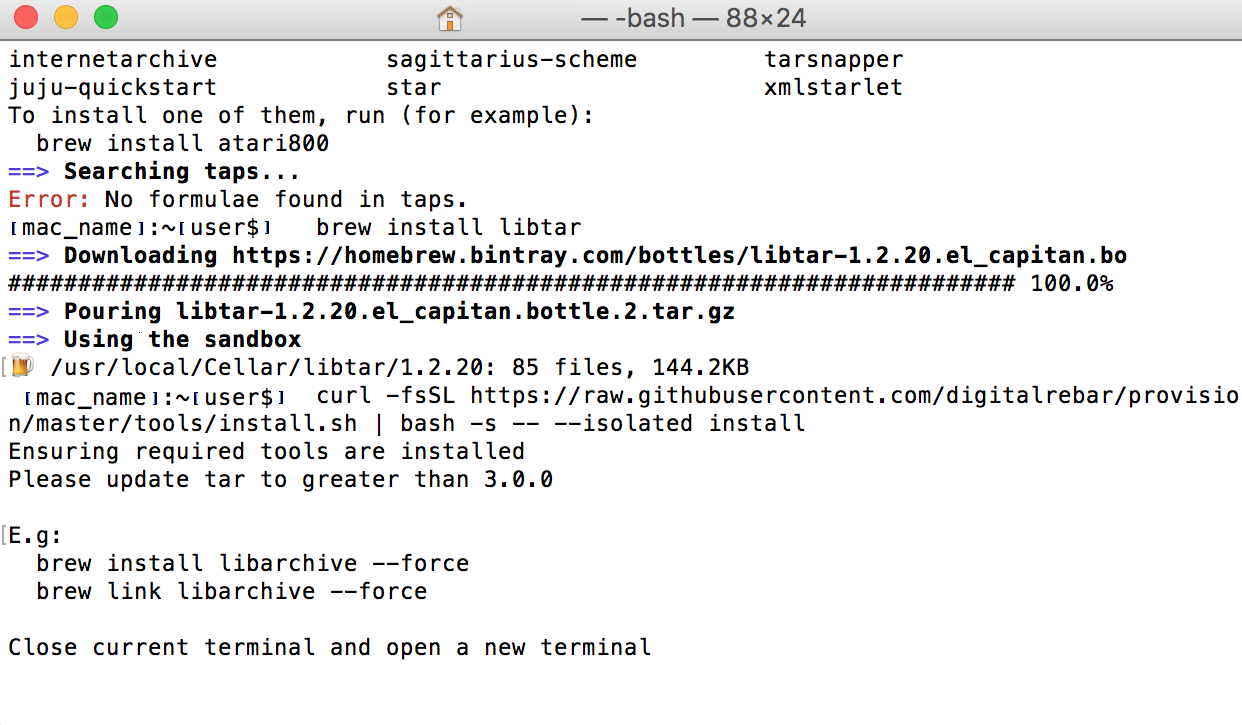 — -bash — 88×24
internetarchive sagittarius-scheme tarsnapper
juju-quickstart star xmlstarlet
To install one of them, run (for example):
brew install atari800
==> Searching taps...
Error: No formulae found in taps.
[mac_name]:~[user$] brew install libtar
==> Downloading https://homebrew.bintray.com/bottles/libtar-1.2.20.el_capitan.bo
######################################################################## 100.0%
==> Pouring libtar-1.2.20.el_capitan.bottle.2.tar.gz
==> Using the sandbox
[🍺 /usr/local/Cellar/libtar/1.2.20: 85 files, 144.2KB
[mac_name]:~[user$] curl -fsSL https://raw.githubusercontent.com/digitalrebar/provisio
n/master/tools/install.sh | bash -s -- --isolated install
Ensuring required tools are installed
Please update tar to greater than 3.0.0
[E.g:
brew install libarchive --force
brew link libarchive --force
Close current terminal and open a new terminal